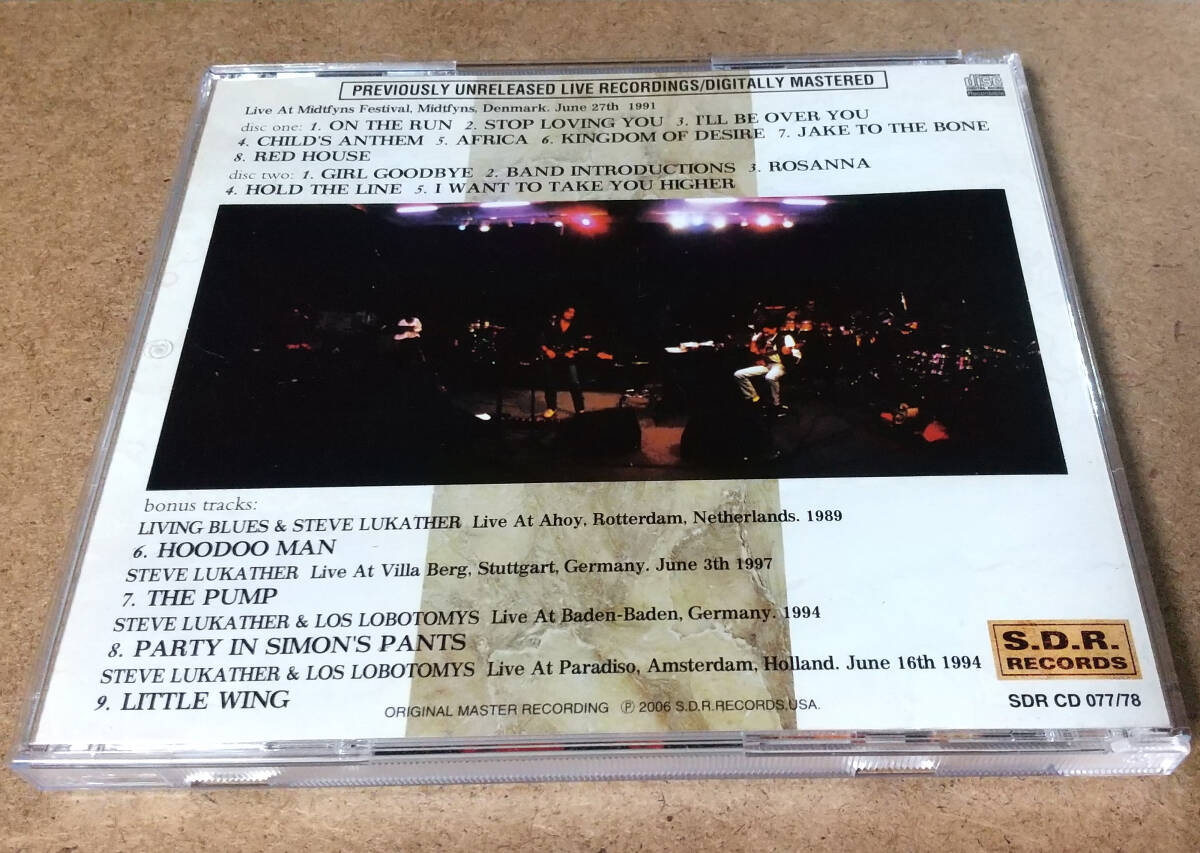 PREVIOUSLY UNRELEASED LIVE RECORDINGS/DIGITALLY MASTERED
disc
Recordable
Live At Midtfyns Festival, Midtfyns, Denmark. June 27th 1991
disc one: 1. ON THE RUN 2. STOP LOVING YOU 3. I'LL BE OVER YOU
4. CHILD'S ANTHEM 5. AFRICA 6. KINGDOM OF DESIRE 7. JAKE TO THE BONE
8. RED HOUSE
disc two: 1. GIRL GOODBYE 2. BAND INTRODUCTIONS 3. ROSANNA
4. HOLD THE LINE 5. I WANT TO TAKE YOU HIGHER
bonus tracks:
LIVING BLUES & STEVE LUKATHER Live At Ahoy, Rotterdam, Netherlands. 1989
6. HOODOO MAN
STEVE LUKATHER Live At Villa Berg, Stuttgart, Germany. June 3th 1997
7. THE PUMP
STEVE LUKATHER & LOS LOBOTOMYS Live At Baden-Baden, Germany. 1994
8. PARTY IN SIMON'S PANTS
STEVE LUKATHER & LOS LOBOTOMYS Live At Paradiso, Amsterdam, Holland. June 16th 1994
9. LITTLE WING
ORIGINAL MASTER RECORDING Ⓟ 2006 S.D.R.RECORDS,USA.
S.D.R.
RECORDS
SDR CD 077/78